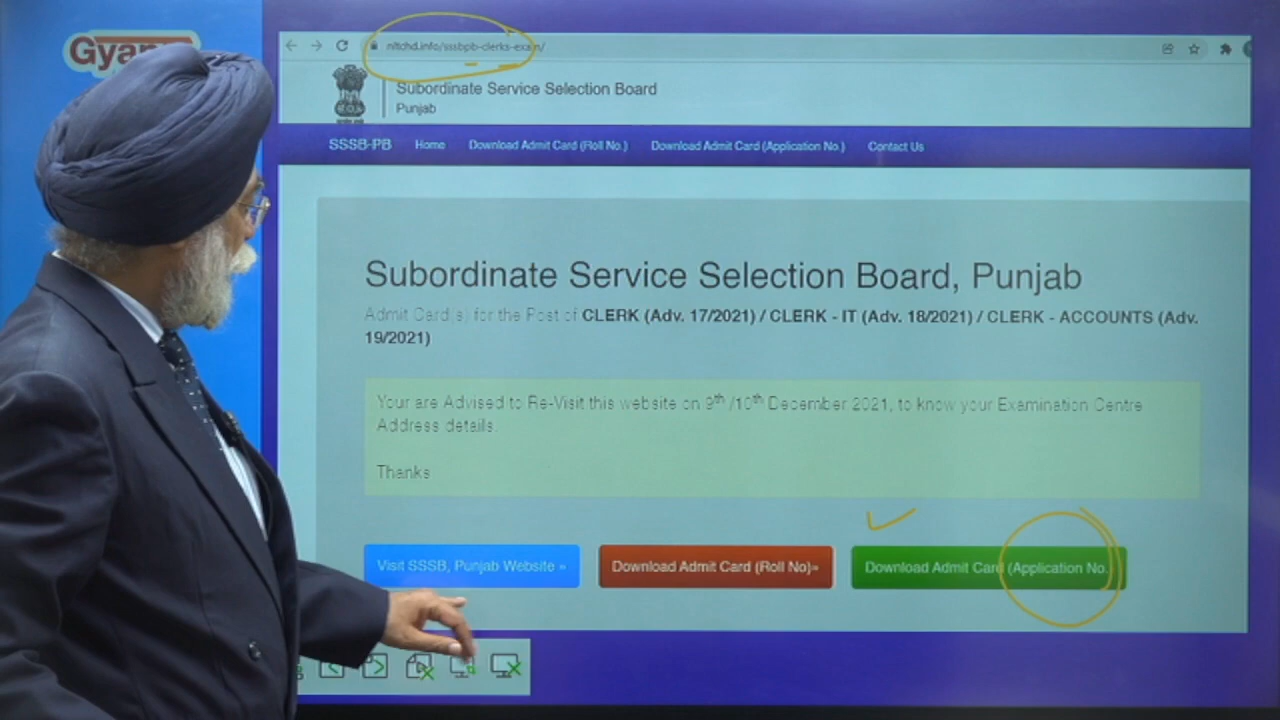 nltchd.info/sssbpb-clerks-exam/
Subordinate Service Selection Board
Punjab
SSSB-PB Home Download Admit Card (Roll No.) Download Admit Card (Application No.) Contact Us
Subordinate Service Selection Board, Punjab
Admit Card(s) for the Post of CLERK (Adv. 17/2021) / CLERK - IT (Adv. 18/2021) / CLERK - ACCOUNTS (Adv.
19/2021)
Your are Advised to Re-Visit this website on 9th /10th December 2021, to know your Examination Centre
Address details.
Thanks
Visit SSSB, Punjab Website » Download Admit Card (Roll No)» Download Admit Card (Application No.